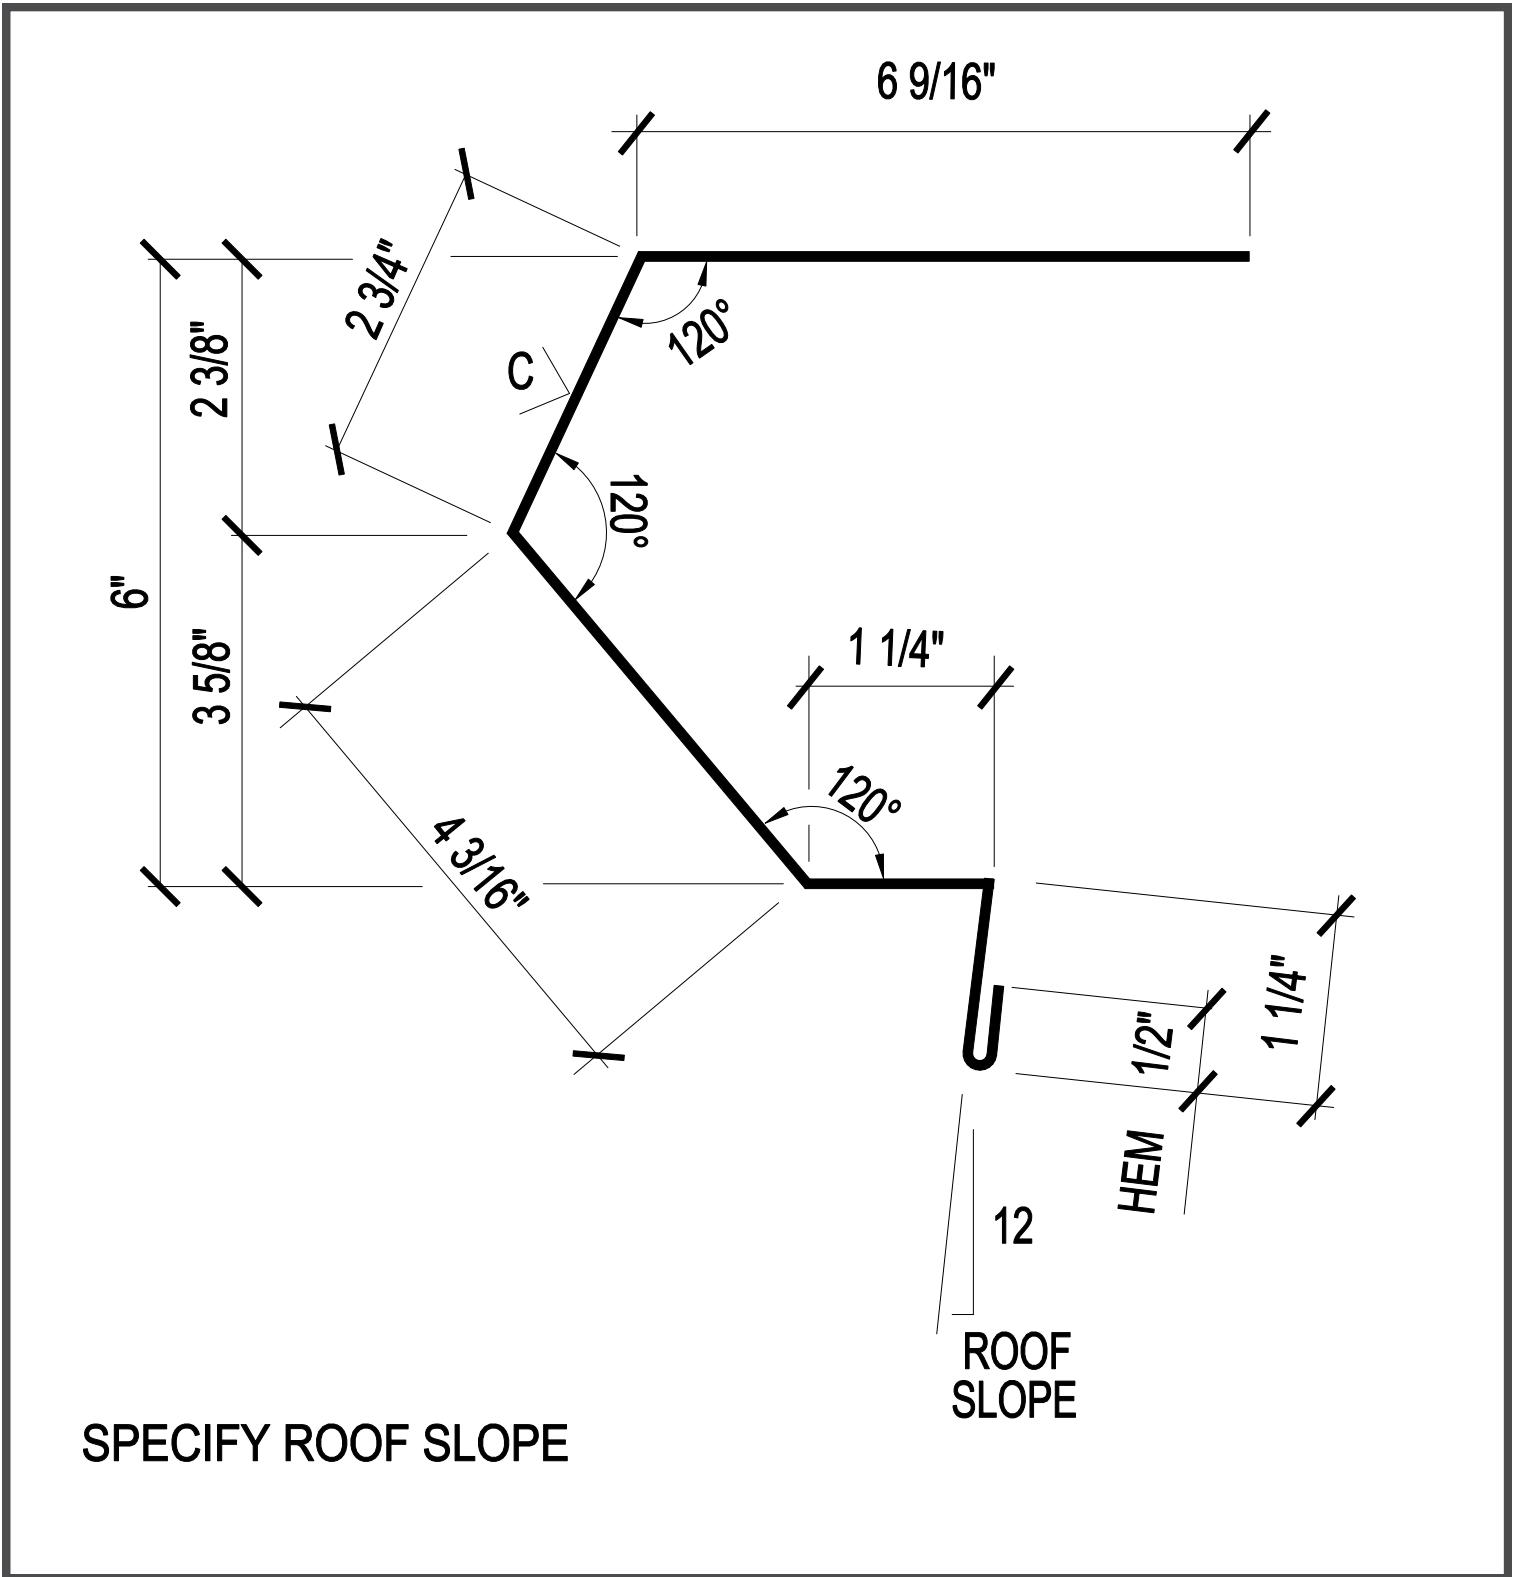 6 9/16"
2 3/4"
120°
2 3/8"
C
120°
6"
3 5/8"
1 1/4"
120°
4 3/16"
1 1/4"
1/2"
HEM
12
ROOF
SLOPE
SPECIFY ROOF SLOPE